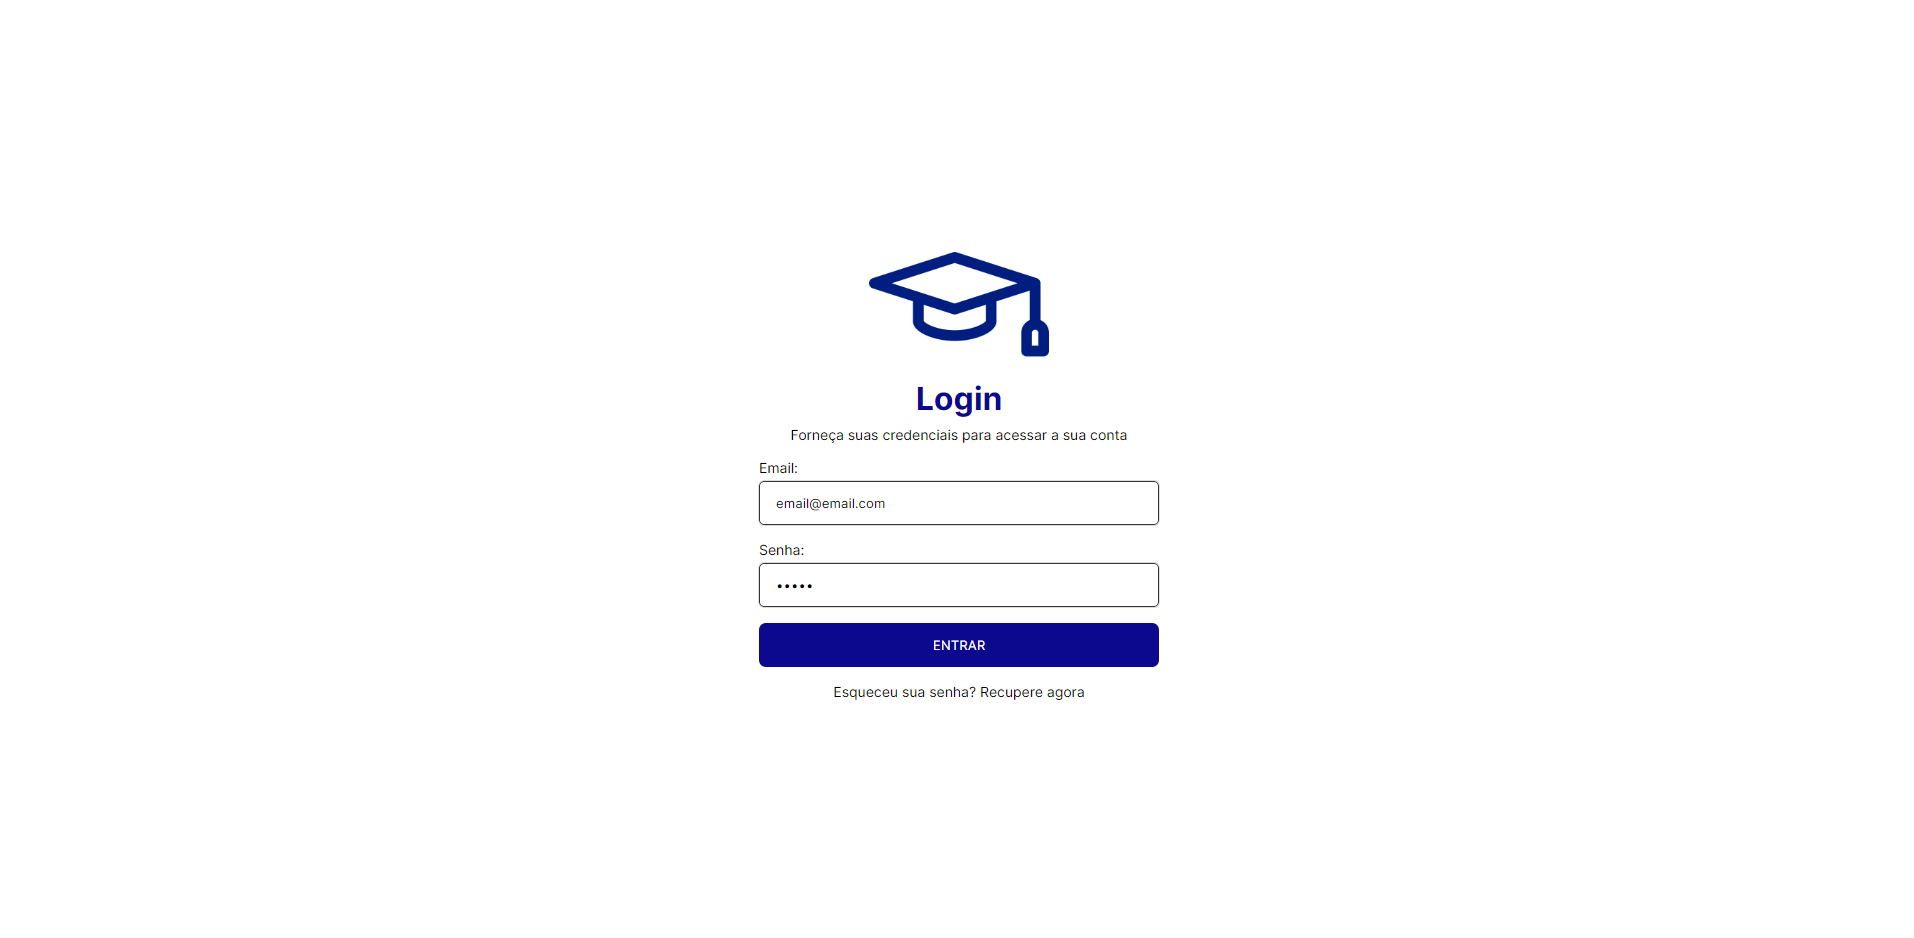 Login
Forneça suas credenciais para acessar a sua conta
Email:
email@email.com
Senha:
•••••
ENTRAR
Esqueceu sua senha? Recupere agora